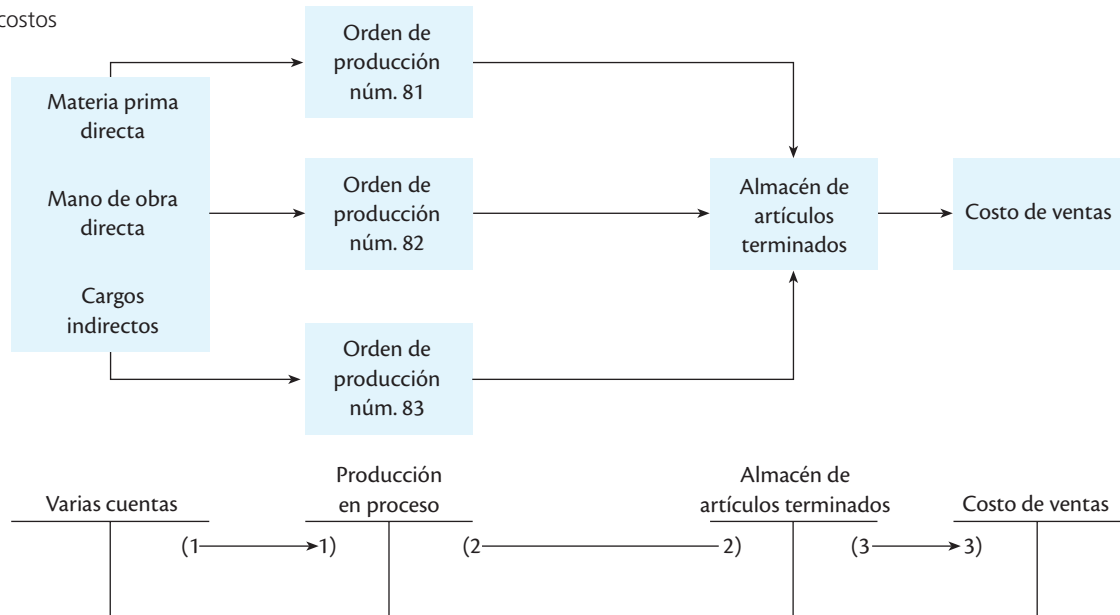 costos
Materia prima
directa
Mano de obra
directa
Cargos
indirectos
Orden de
producción
núm. 81
Orden de
producción
núm. 82
Orden de
producción
núm. 83
Almacén de
artículos
terminados
Costo de ventas
Varias cuentas
Producción
en proceso
Almacén de
artículos terminados
Costo de ventas
(1 1) (2 2) (3 3)